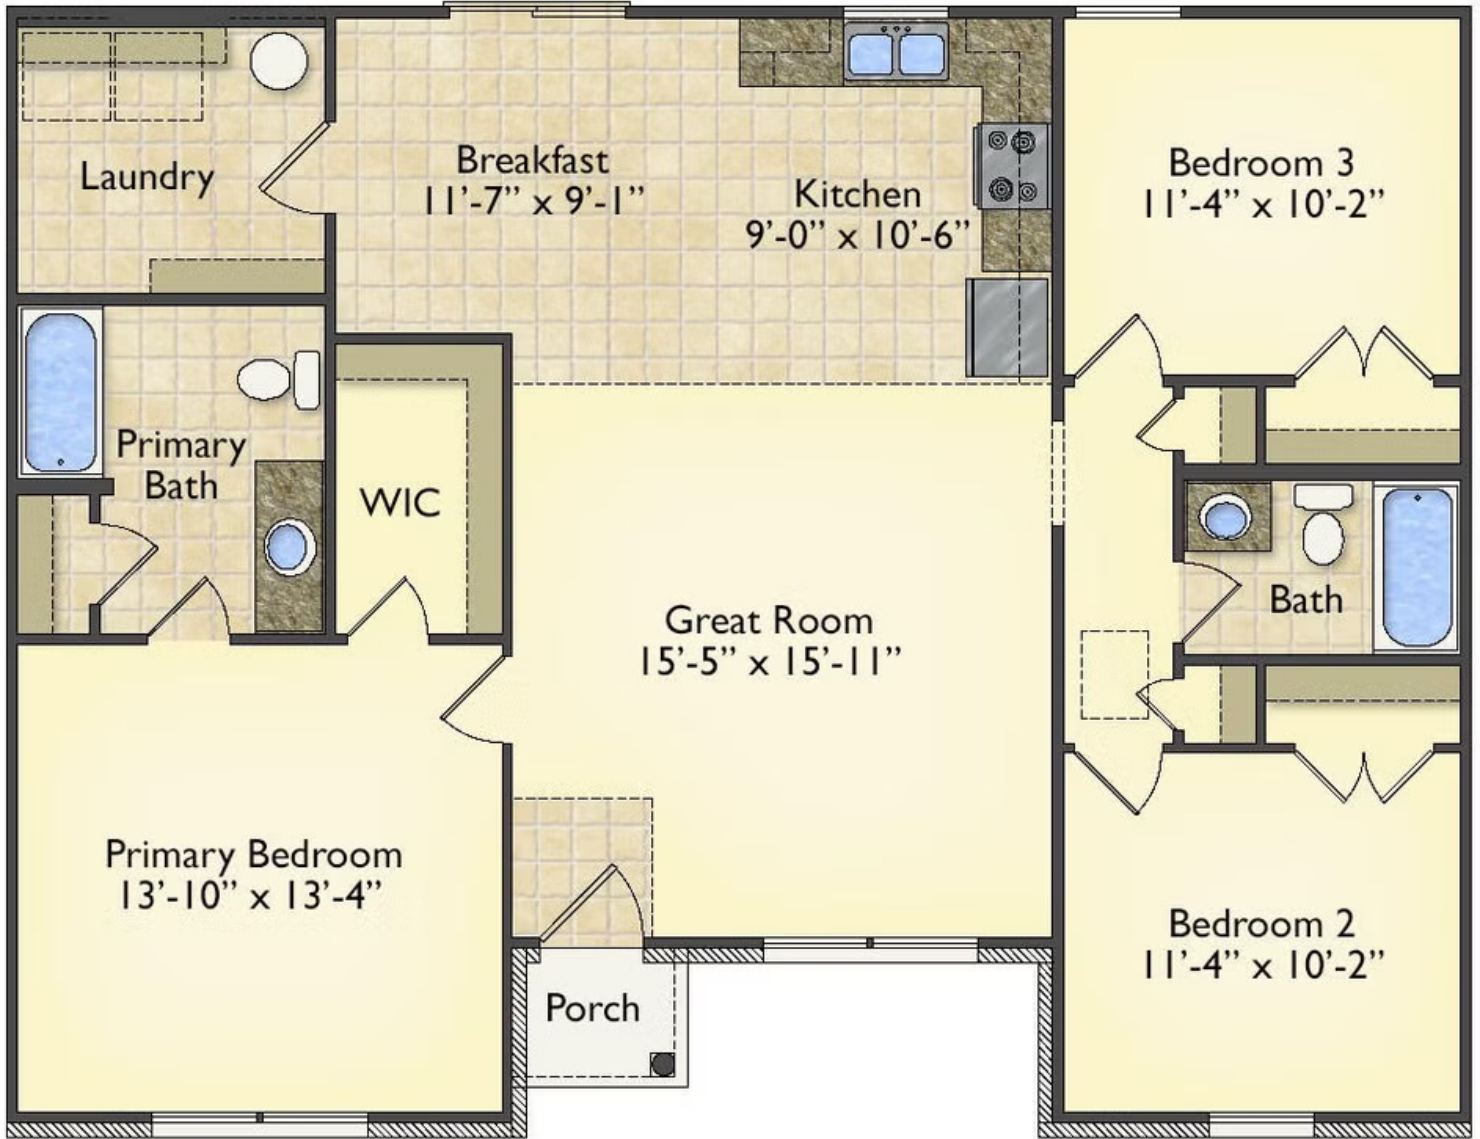 Laundry
Breakfast
11'-7” x 9'-1”
Kitchen
9'-0” x 10'-6”
Bedroom 3
11'-4” x 10'-2”
Primary
Bath
WIC
Great Room
15'-5” x 15'-11”
Bath
Primary Bedroom
13'-10” x 13'-4”
Bedroom 2
11'-4” x 10'-2”
Porch